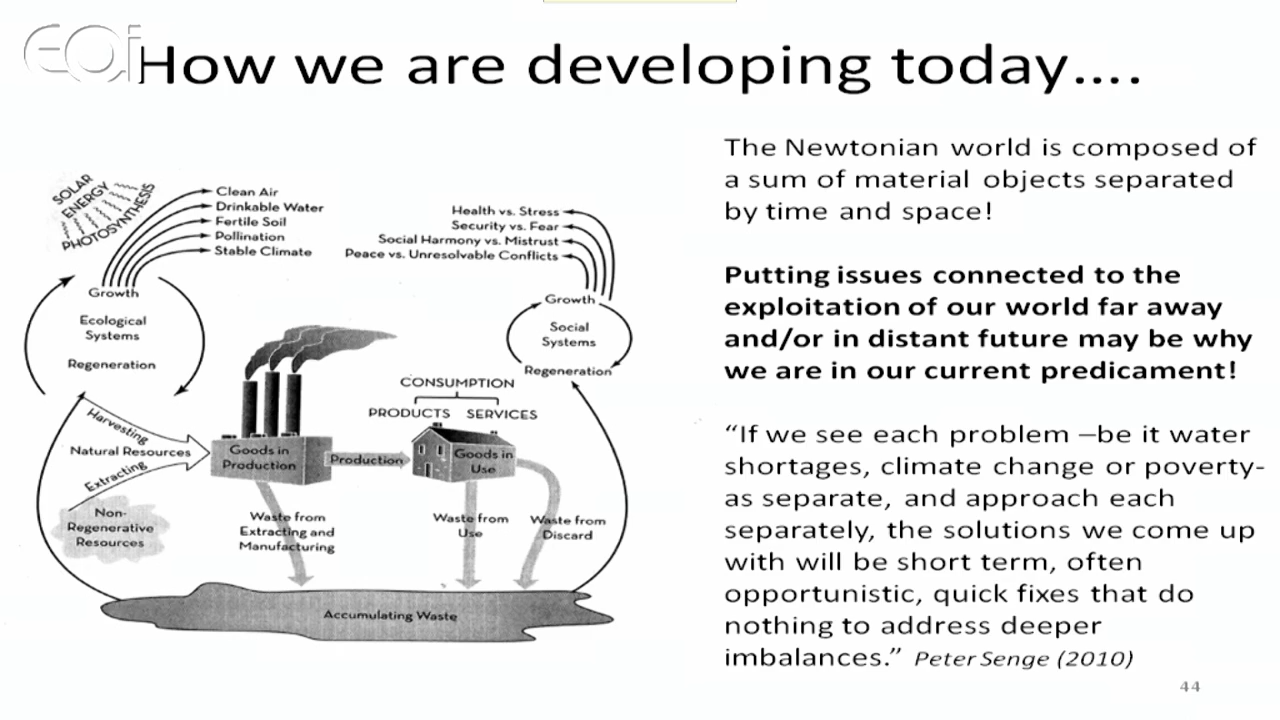 eai
How we are developing today....
The Newtonian world is composed of
a sum of material objects separated
by time and space!
Putting issues connected to the
exploitation of our world far away
and/or in distant future may be why
we are in our current predicament!
“If we see each problem –be it water
shortages, climate change or poverty-
as separate, and approach each
separately, the solutions we come up
with will be short term, often
opportunistic, quick fixes that do
nothing to address deeper
imbalances.” Peter Senge (2010)
SOLAR
ENERGY
PHOTOSYNTHESIS
Clean Air
Drinkable Water
Fertile Soil
Pollination
Stable Climate
Growth
Ecological
Systems
Regeneration
Health vs. Stress
Security vs. Fear
Social Harmony vs. Mistrust
Peace vs. Unresolvable Conflicts
Growth
Social
Systems
Regeneration
CONSUMPTION
PRODUCTS SERVICES
Harvesting
Natural Resources
Extracting
Non-
Regenerative
Resources
Goods in
Production
Production
Goods in
Use
Waste from
Extracting and
Manufacturing
Waste from
Use
Waste from
Discard
Accumulating Waste
44